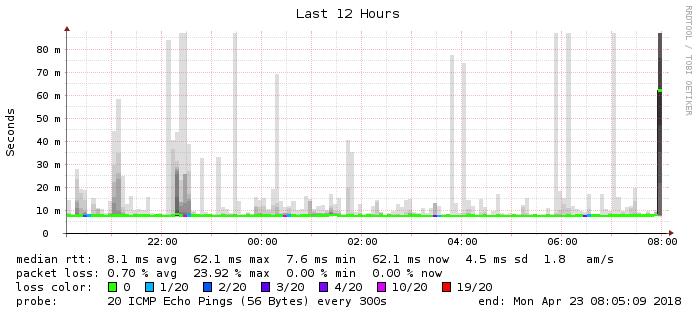 Last 12 Hours
RRDTOOL / TOBI OETIKER
Seconds
80 m
70 m
60 m
50 m
40 m
30 m
20 m
10 m
0
22:00 00:00 02:00 04:00 06:00 08:00
median rtt: 8.1 ms avg 62.1 ms max 7.6 ms min 62.1 ms now 4.5 ms sd 1.8 am/s
packet loss: 0.70 % avg 23.92 % max 0.00 % min 0.00 % now
loss color: 0 1/20 2/20 3/20 4/20 10/20 19/20
probe: 20 ICMP Echo Pings (56 Bytes) every 300s end: Mon Apr 23 08:05:09 2018